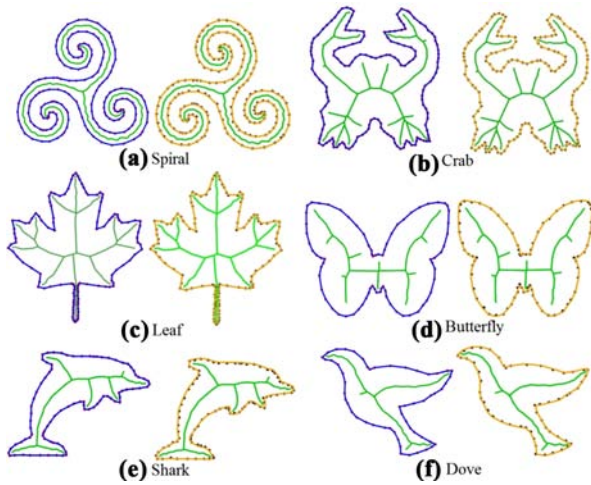 (a) Spiral
(b) Crab
(c) Leaf
(d) Butterfly
(e) Shark
(f) Dove